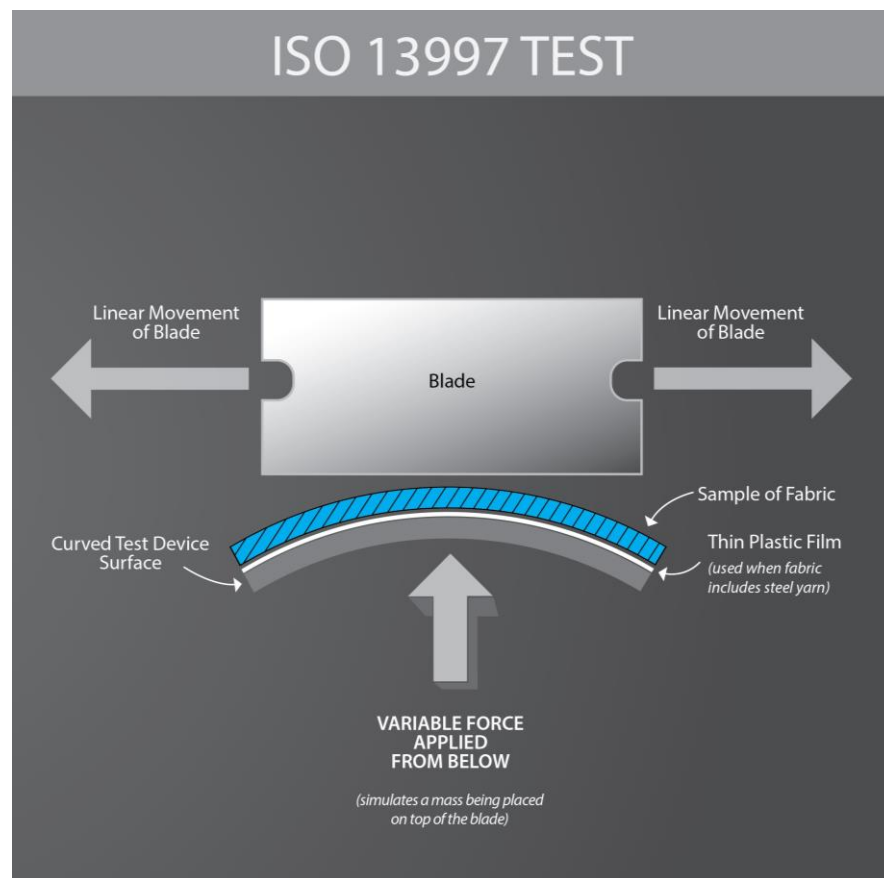 ISO 13997 TEST
Linear Movement
of Blade
Linear Movement
of Blade
Blade
Sample of Fabric
Curved Test Device
Surface
Thin Plastic Film
(used when fabric
includes steel yarn)
VARIABLE FORCE
APPLIED
FROM BELOW
(simulates a mass being placed
on top of the blade)